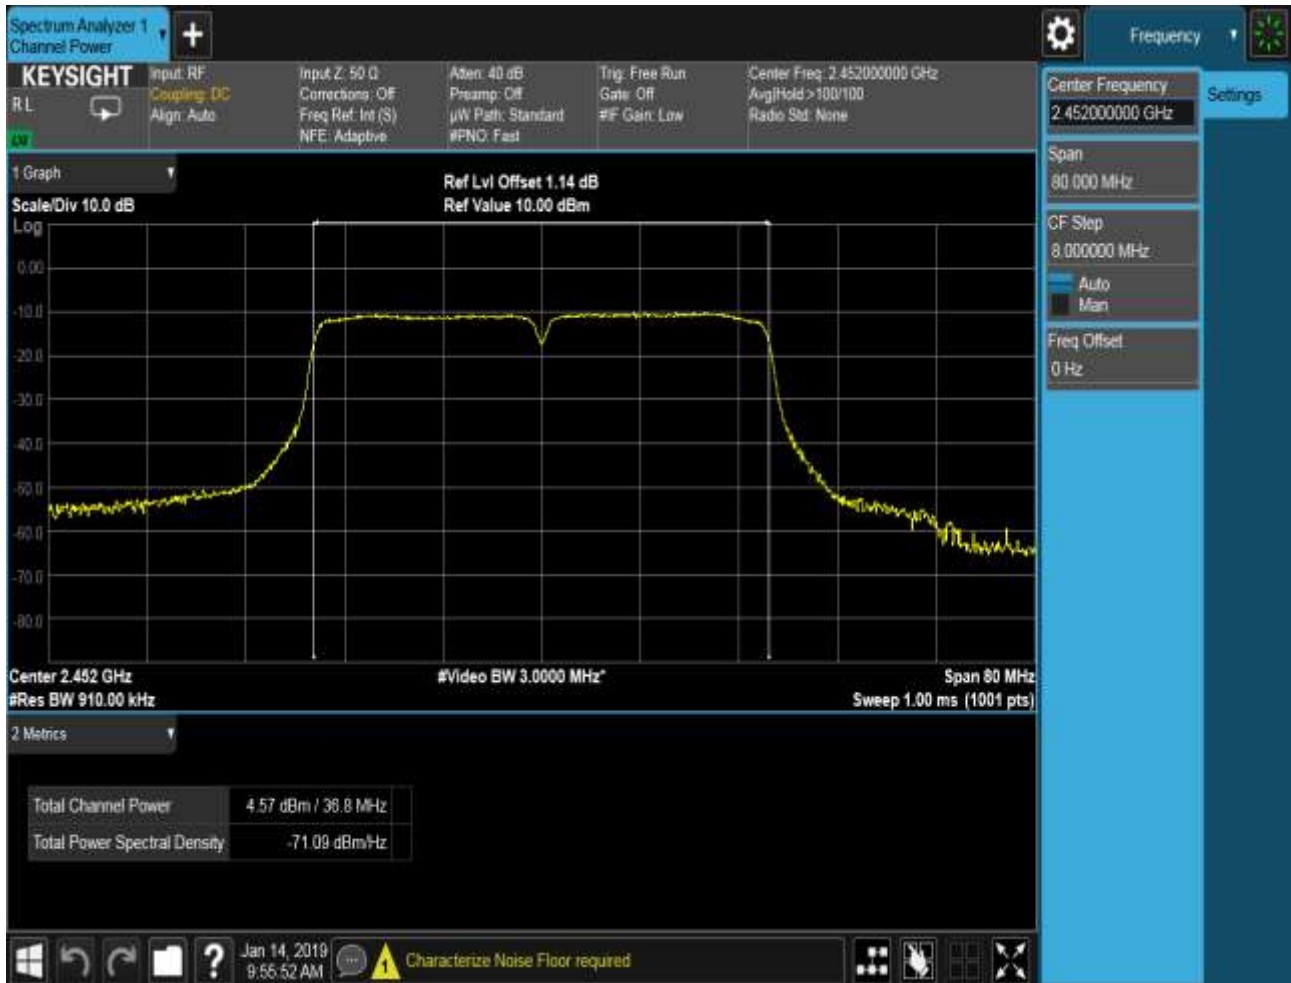 Spectrum Analyzer 1
Channel Power
Frequency
KEYSIGHT
Input: RF
Coupling: DC
Align: Auto
Input Z: 50 Ω
Corrections: Off
Freq Ref: Int (S)
NFE: Adaptive
Atten: 40 dB
Preamp: Off
µW Path: Standard
#PNO: Fast
Trig: Free Run
Gate: Off
#IF Gain: Low
Center Freq: 2.452000000 GHz
Avg|Hold:>100/100
Radio Std: None
R L
LXI
Center Frequency
2.452000000 GHz
Settings
Span
80.000 MHz
CF Step
8.000000 MHz
Auto
Man
Freq Offset
0 Hz
1 Graph
Scale/Div 10.0 dB
Ref Lvl Offset 1.14 dB
Ref Value 10.00 dBm
Log
0.00
-10.0
-20.0
-30.0
-40.0
-50.0
-60.0
-70.0
-80.0
Center 2.452 GHz
#Video BW 3.0000 MHz*
Span 80 MHz
#Res BW 910.00 kHz
Sweep 1.00 ms (1001 pts)
2 Metrics
Total Channel Power 4.57 dBm / 36.8 MHz
Total Power Spectral Density -71.09 dBm/Hz
Jan 14, 2019
9:55:52 AM
1
Characterize Noise Floor required